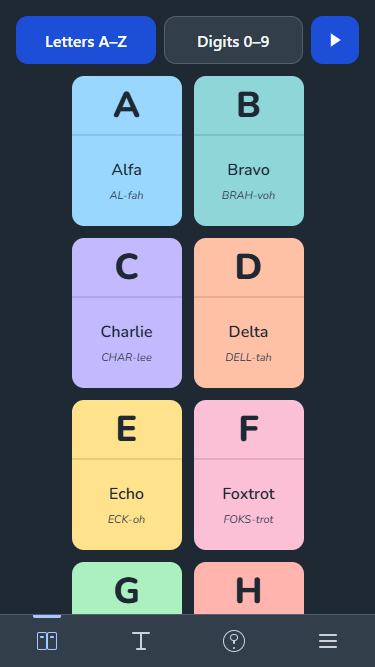 Letters A–Z
Digits 0–9
A
B
Alfa
AL-fah
Bravo
BRAH-voh
C
D
Charlie
CHAR-lee
Delta
DELL-tah
E
F
Echo
ECK-oh
Foxtrot
FOKS-trot
G
H